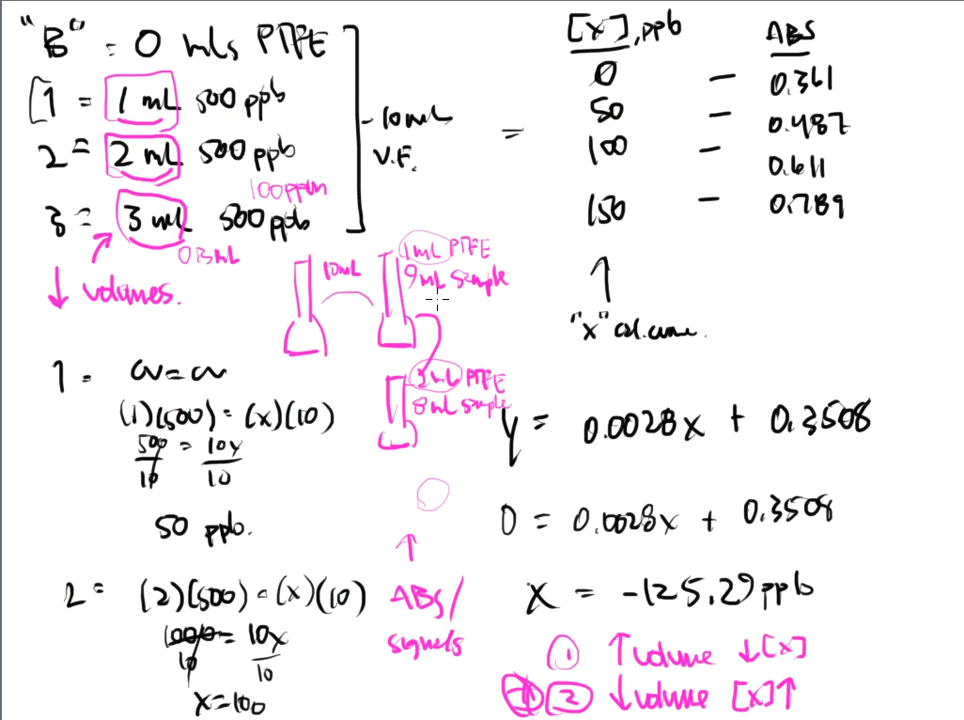 "B" = 0 mls PTFE
1 = 1 mL 500 ppb
2 = 2 mL 500 ppb
100ppm
3 = 3 mL 500 ppb
0.3mL
↓ volumes.
- 10mL
V.F.
=
[x], ppb ABS
0 - 0.361
50 - 0.487
100 - 0.611
150 - 0.789
↑
"x" column.
10mL
1mL PTFE
9mL sample
PTFE
8mL sample
1 = cv = cv
(1)(500) = (x)(10)
500 = 10x
10 10
50 ppb.
2 = (2)(500) = (x)(10)
1000 = 10x
10 10
x=100
↑
ABS/
signals
y = 0.0028x + 0.3508
0 = 0.0028x + 0.3508
x = -125.29 ppb
1 ↑ volume ↓[x]
2 ↓ volume [x]↑